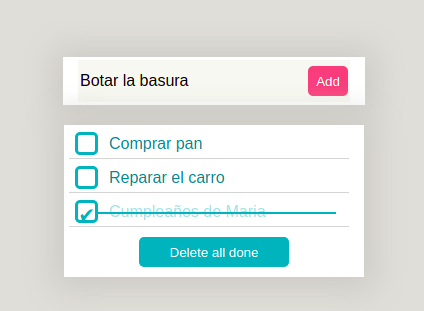 Botar la basura
Add
Comprar pan
Reparar el carro
Cumpleaños de Maria
Delete all done